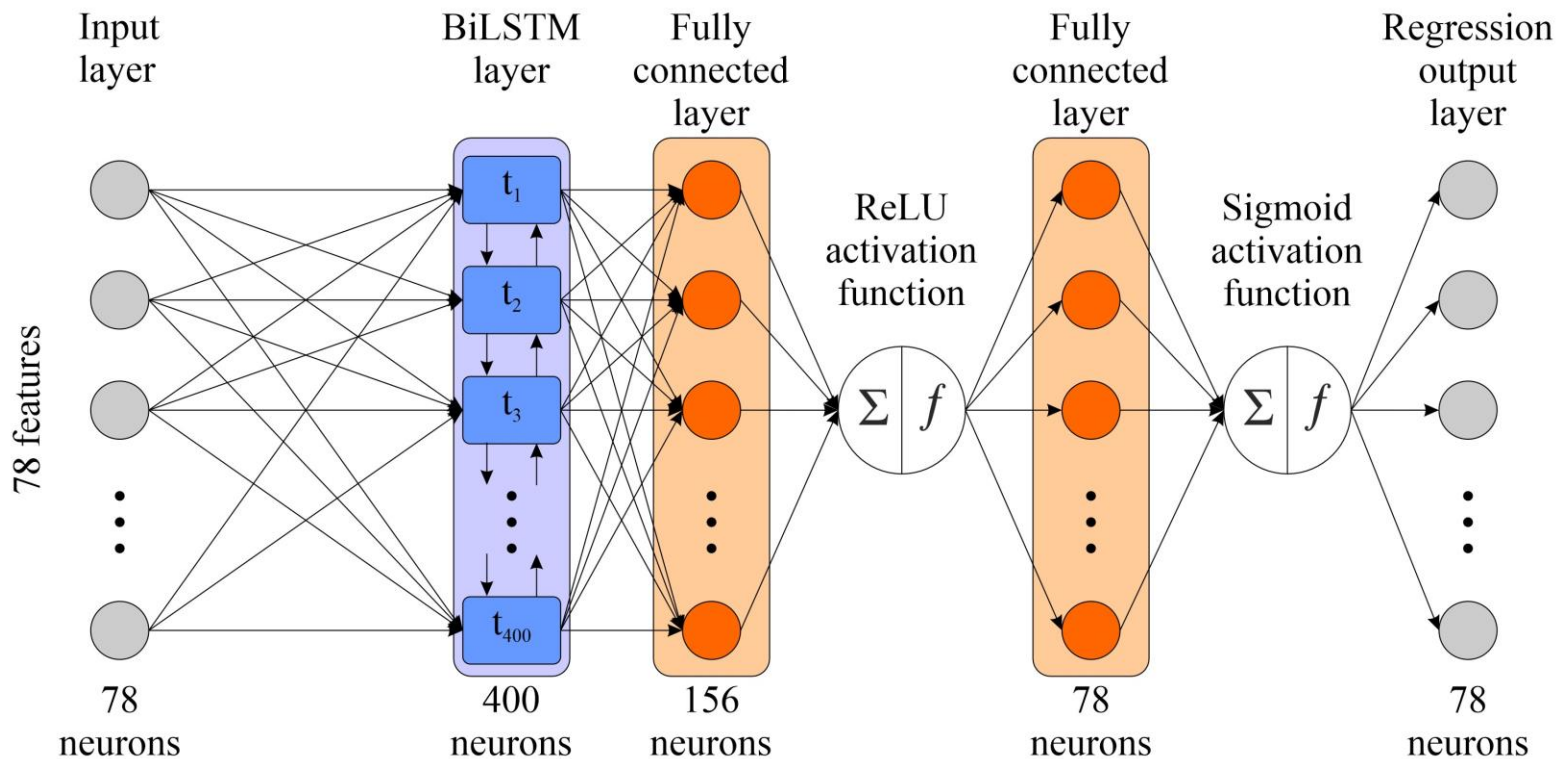 Input
layer
BiLSTM
layer
Fully
connected
layer
Fully
connected
layer
Regression
output
layer
78 features
t₁
t₂
t₃
t₄₀₀
ReLU
activation
function
Σ f
Sigmoid
activation
function
Σ f
78
neurons
400
neurons
156
neurons
78
neurons
78
neurons